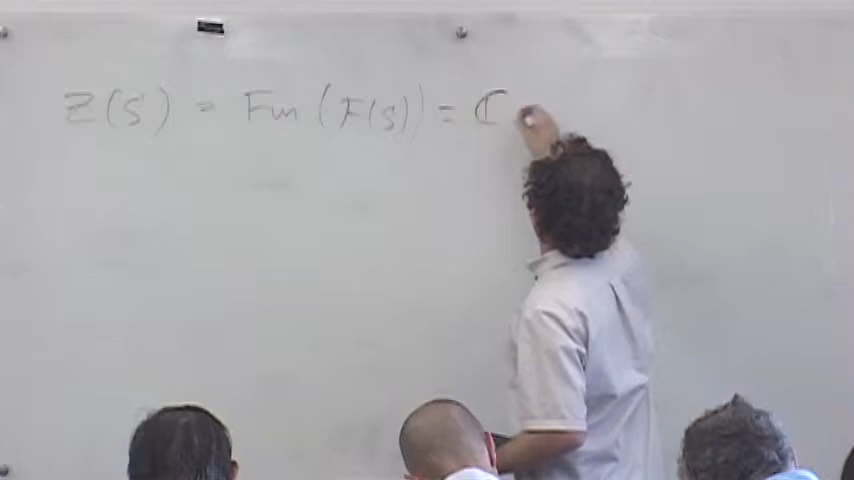 Z(S) = Fun (F(S)) = ℂ